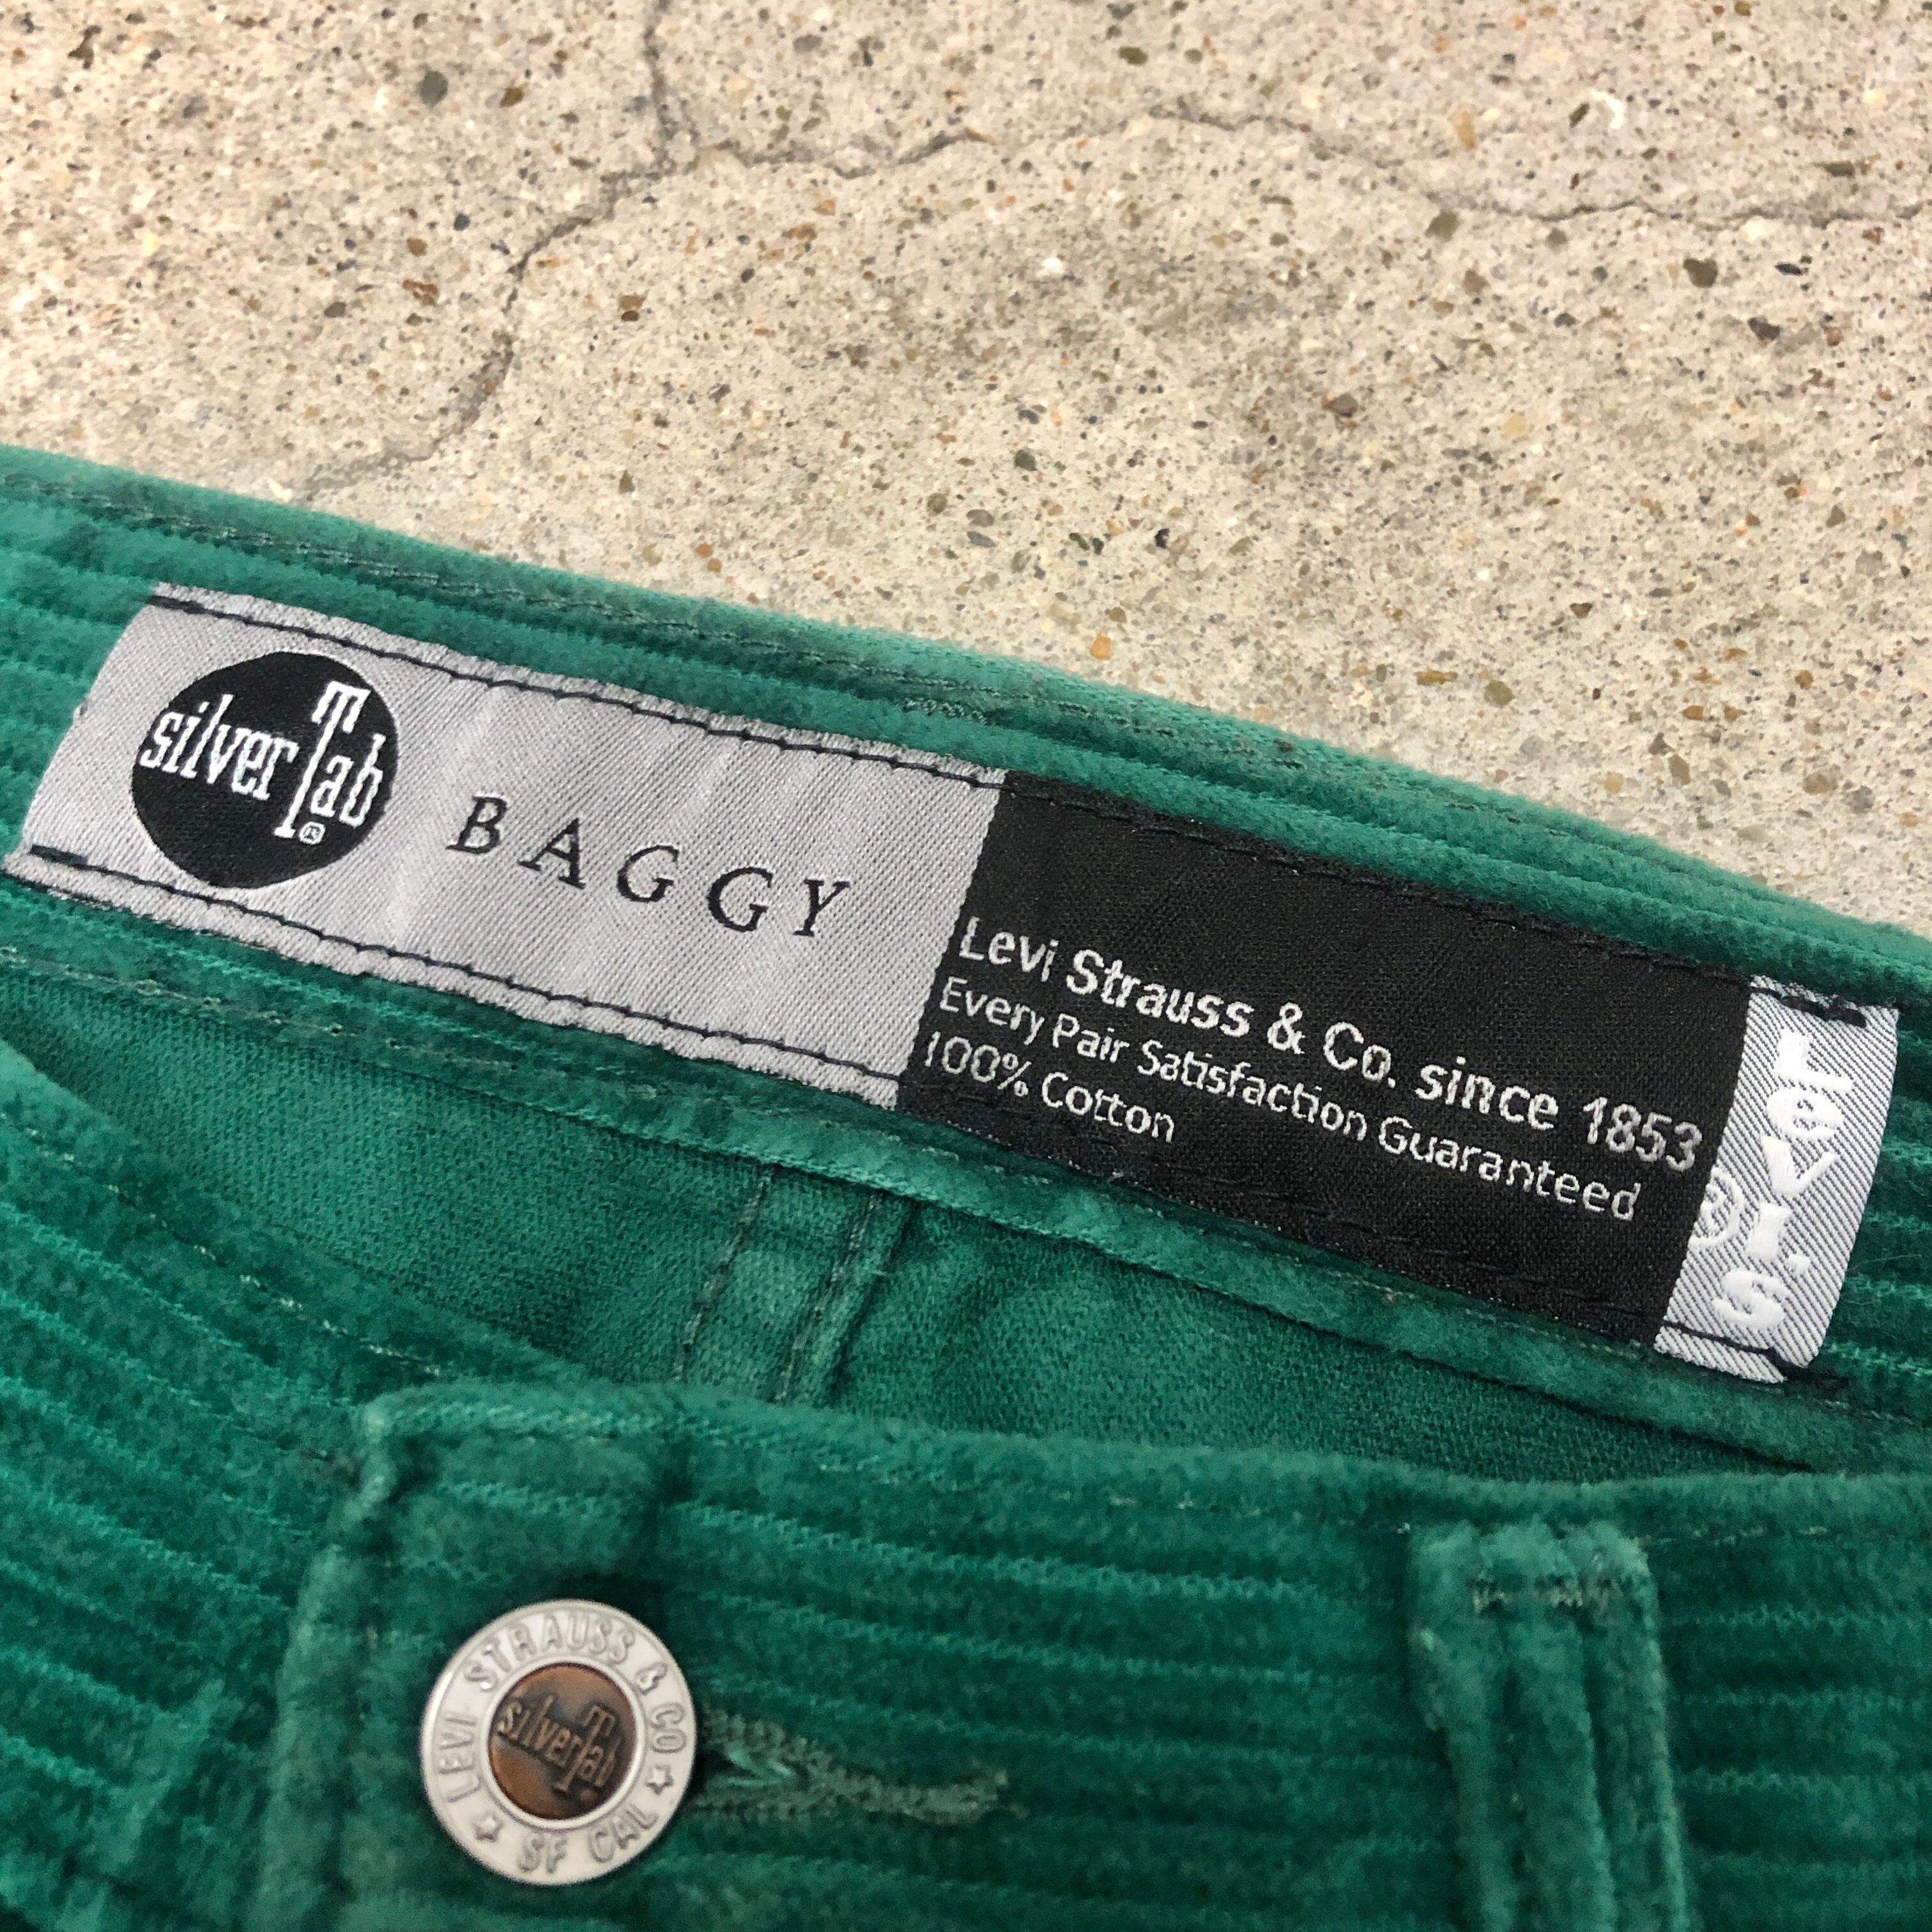 silverTab®
BAGGY
Levi Strauss & Co. since 1853
Every Pair Satisfaction Guaranteed
100% Cotton
Levi's
®
LEVI STRAUSS & CO
SF CAL
silverTab